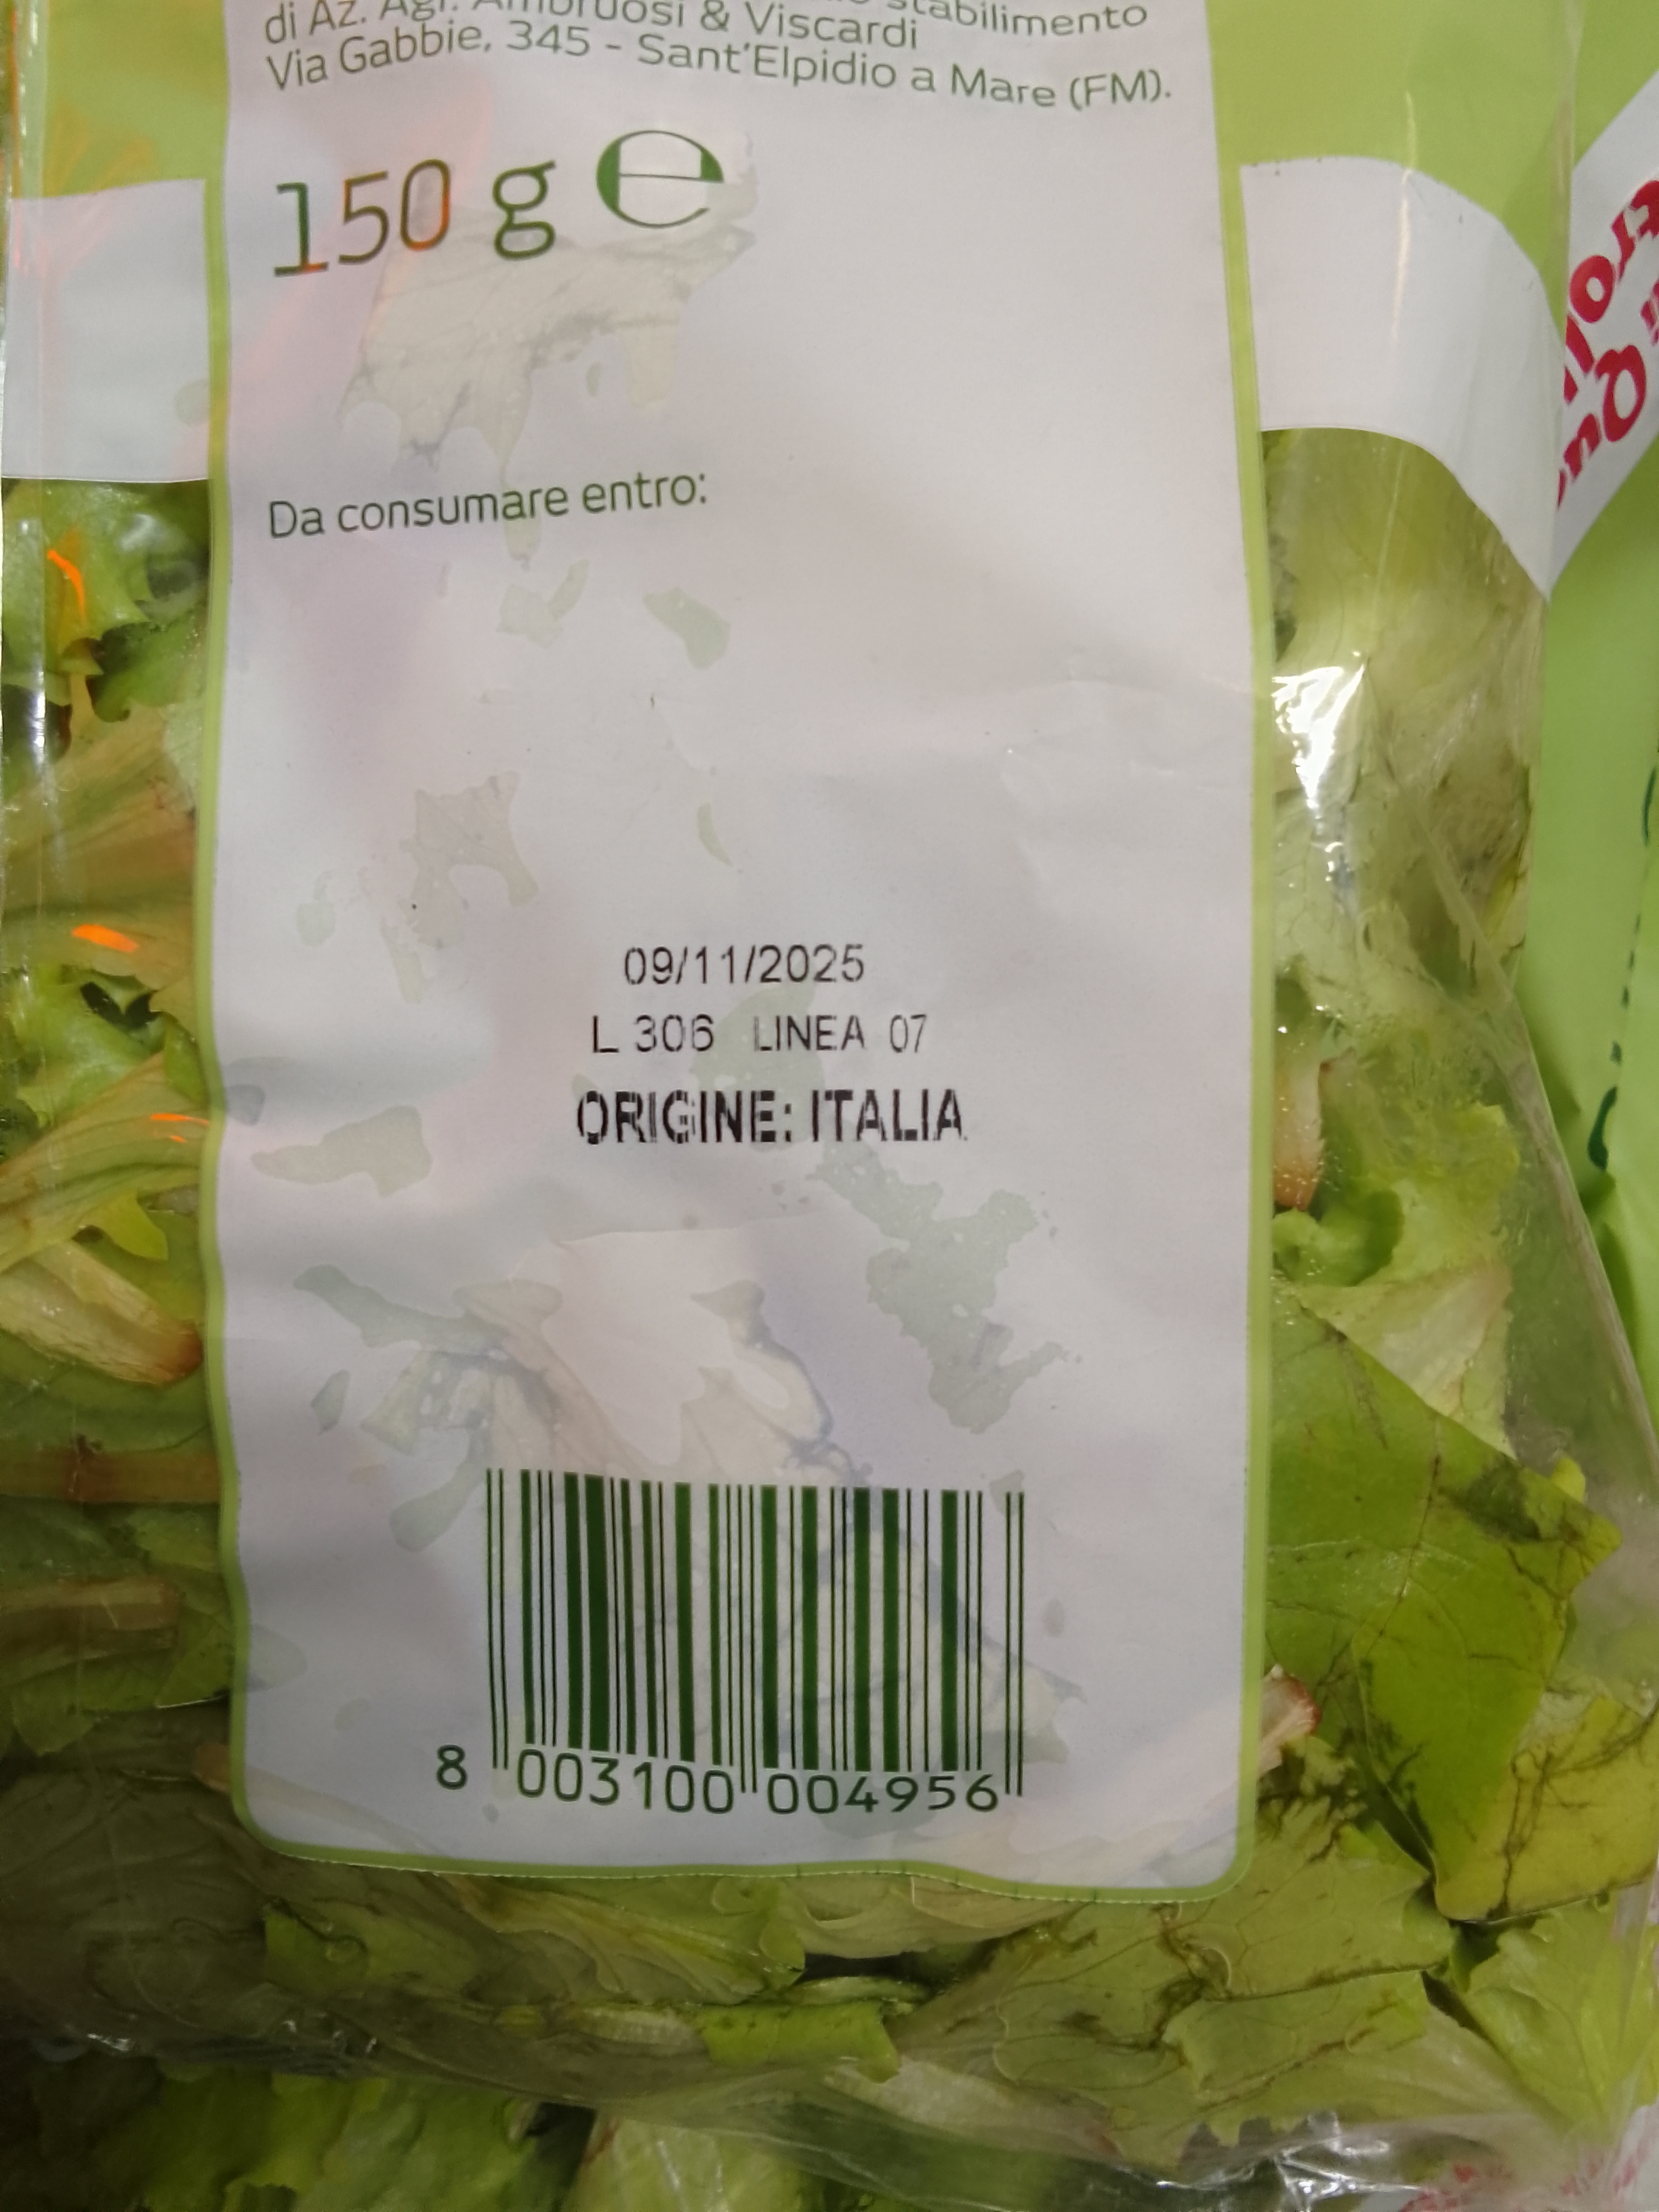 di Az. Agr. Ambruosi & Viscardi stabilimento
Via Gabbie, 345 - Sant'Elpidio a Mare (FM).
150 g e
Da consumare entro:
09/11/2025
L 306 LINEA 07
ORIGINE: ITALIA
8 003100 004956